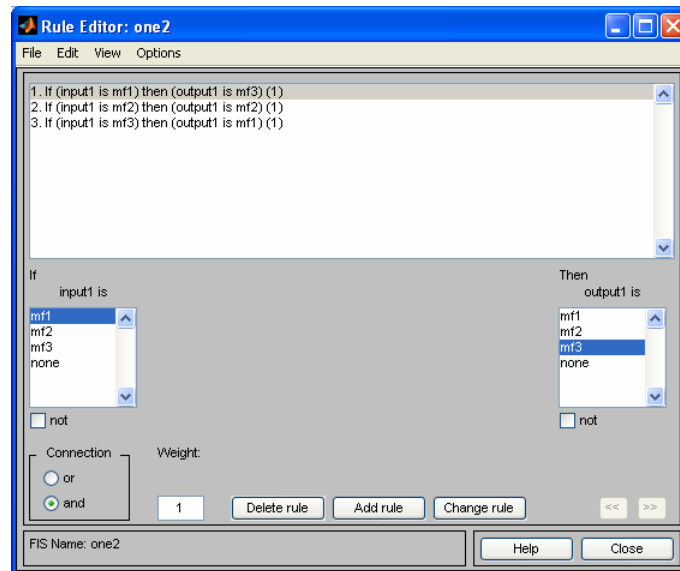 Rule Editor: one2
File Edit View Options
1. If (input1 is mf1) then (output1 is mf3) (1)
2. If (input1 is mf2) then (output1 is mf2) (1)
3. If (input1 is mf3) then (output1 is mf1) (1)
If
input1 is
mf1
mf2
mf3
none
not
Then
output1 is
mf1
mf2
mf3
none
not
Connection
or
and
Weight:
1
Delete rule
Add rule
Change rule
<<
>>
FIS Name: one2
Help
Close